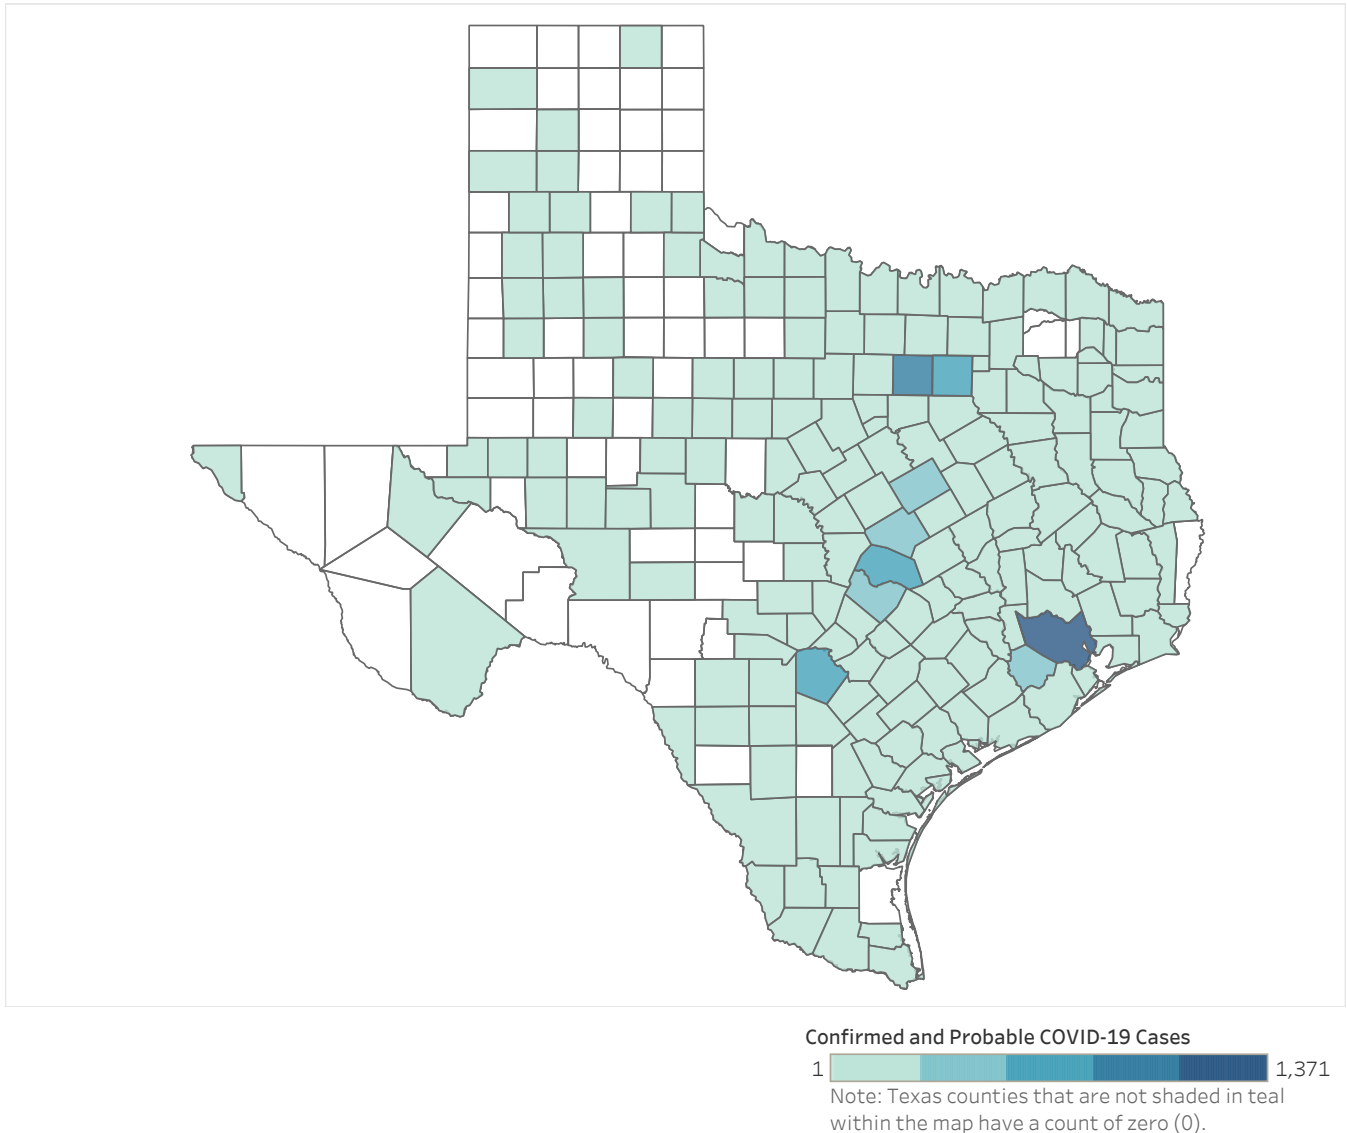 Confirmed and Probable COVID-19 Cases
1 1,371
Note: Texas counties that are not shaded in teal
within the map have a count of zero (0).